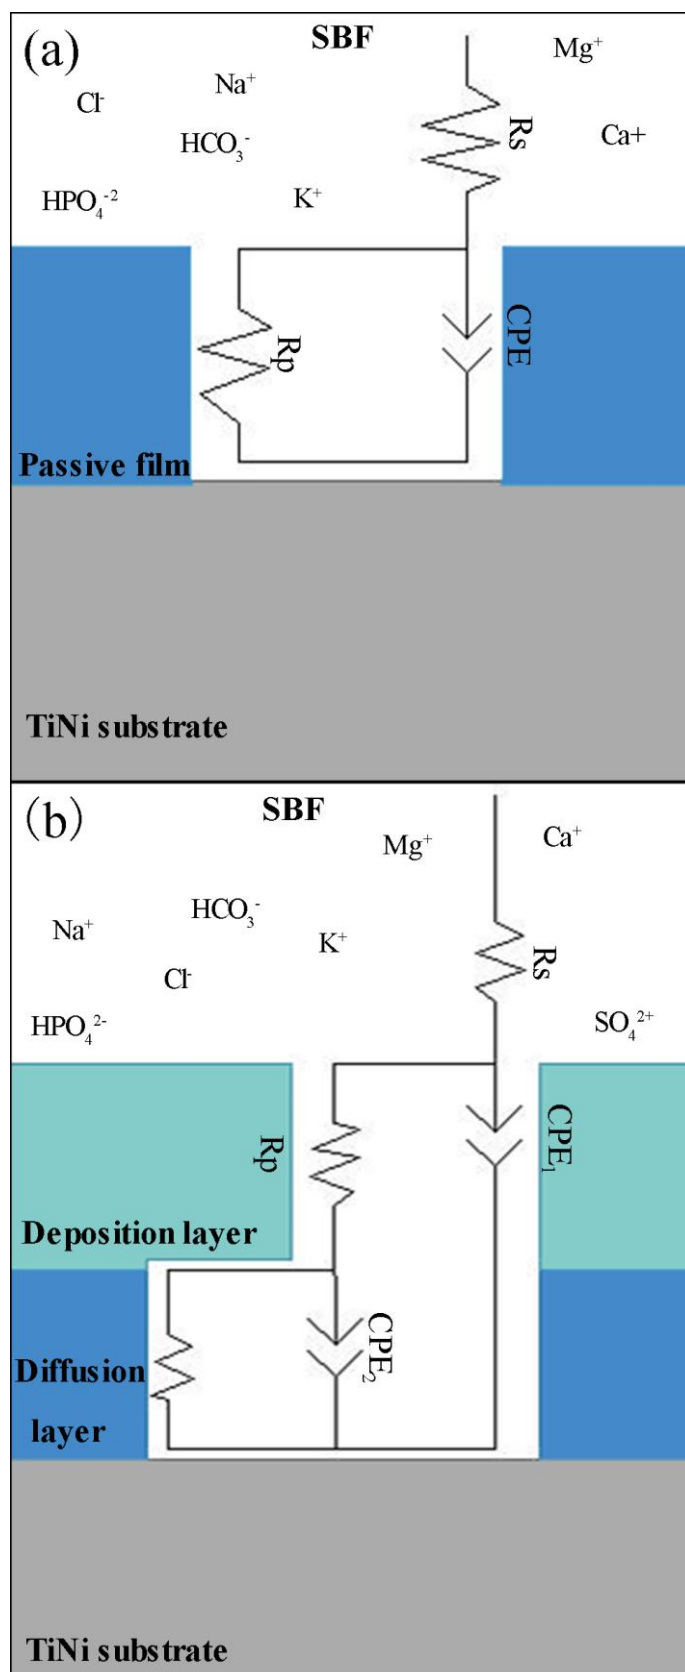 (a)
SBF
Mg⁺
Na⁺
Cl⁻
Rs
Ca+
HCO₃⁻
HPO₄⁻²
K⁺
CPE
Rp
Passive film
TiNi substrate
(b)
SBF
Mg⁺
Ca⁺
HCO₃⁻
Na⁺
K⁺
Rs
Cl⁻
HPO₄²⁻
SO₄²⁺
CPE₁
Rp
Deposition layer
CPE₂
Diffusion
layer
TiNi substrate